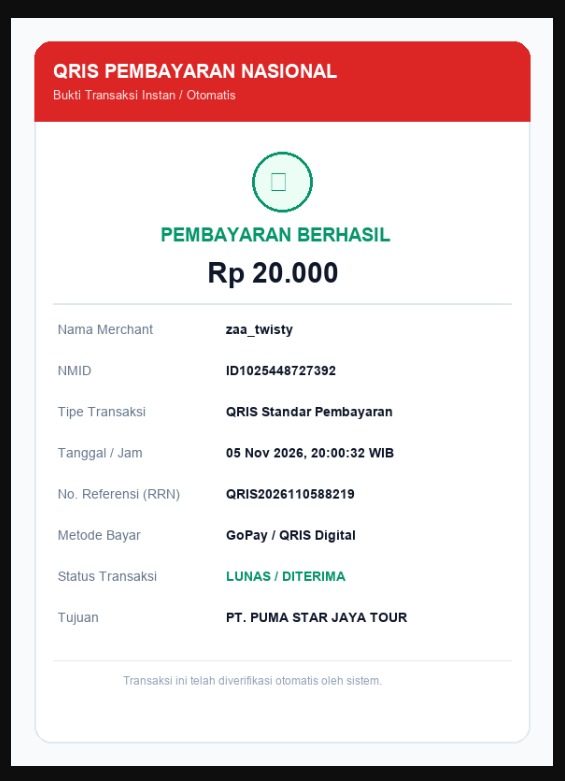 QRIS PEMBAYARAN NASIONAL
Bukti Transaksi Instan / Otomatis
PEMBAYARAN BERHASIL
Rp 20.000
Nama Merchant zaa_twisty
NMID ID1025448727392
Tipe Transaksi QRIS Standar Pembayaran
Tanggal / Jam 05 Nov 2026, 20:00:32 WIB
No. Referensi (RRN) QRIS2026110588219
Metode Bayar GoPay / QRIS Digital
Status Transaksi LUNAS / DITERIMA
Tujuan PT. PUMA STAR JAYA TOUR
Transaksi ini telah diverifikasi otomatis oleh sistem.